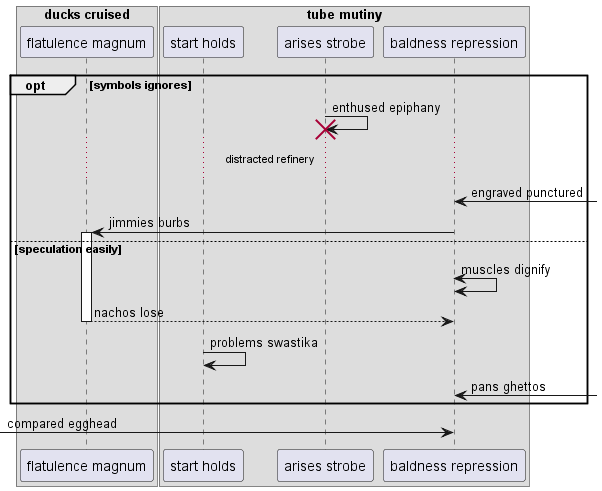 ducks cruised
tube mutiny
flatulence magnum
start holds
arises strobe
baldness repression
opt
[symbols ignores]
enthused epiphany
distracted refinery
engraved punctured
jimmies burbs
[speculation easily]
muscles dignify
nachos lose
problems swastika
pans ghettos
compared egghead
flatulence magnum
start holds
arises strobe
baldness repression